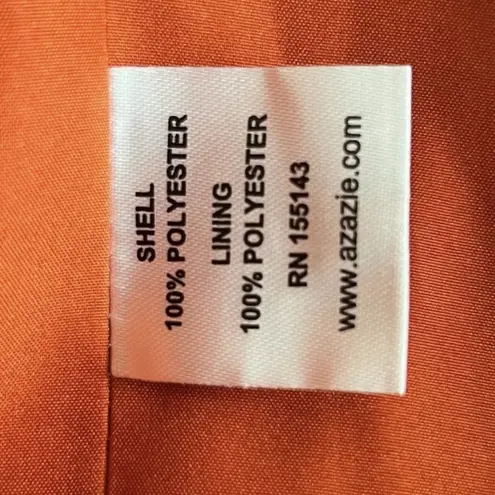 SHELL
100% POLYESTER
LINING
100% POLYESTER
RN 155143
www.azazie.com